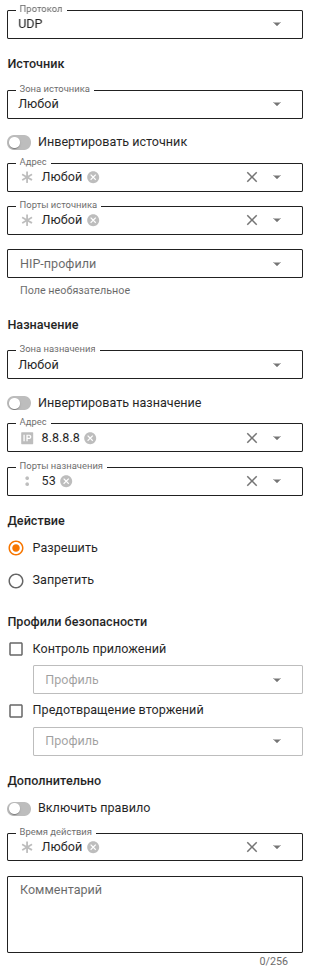 Протокол
UDP
Источник
Зона источника
Любой
Инвертировать источник
Адрес
Любой
Порты источника
Любой
HIP-профили
Поле необязательное
Назначение
Зона назначения
Любой
Инвертировать назначение
Адрес
IP 8.8.8.8
Порты назначения
53
Действие
Разрешить
Запретить
Профили безопасности
Контроль приложений
Профиль
Предотвращение вторжений
Профиль
Дополнительно
Включить правило
Время действия
Любой
Комментарий
0/256